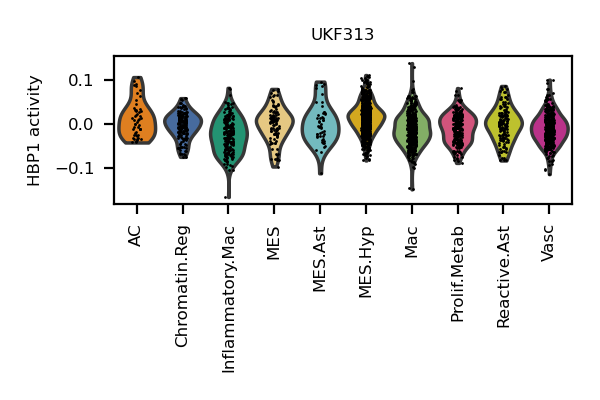 UKF313
HBP1 activity
0.1
0.0
−0.1
AC
Chromatin.Reg
Inflammatory.Mac
MES
MES.Ast
MES.Hyp
Mac
Prolif.Metab
Reactive.Ast
Vasc